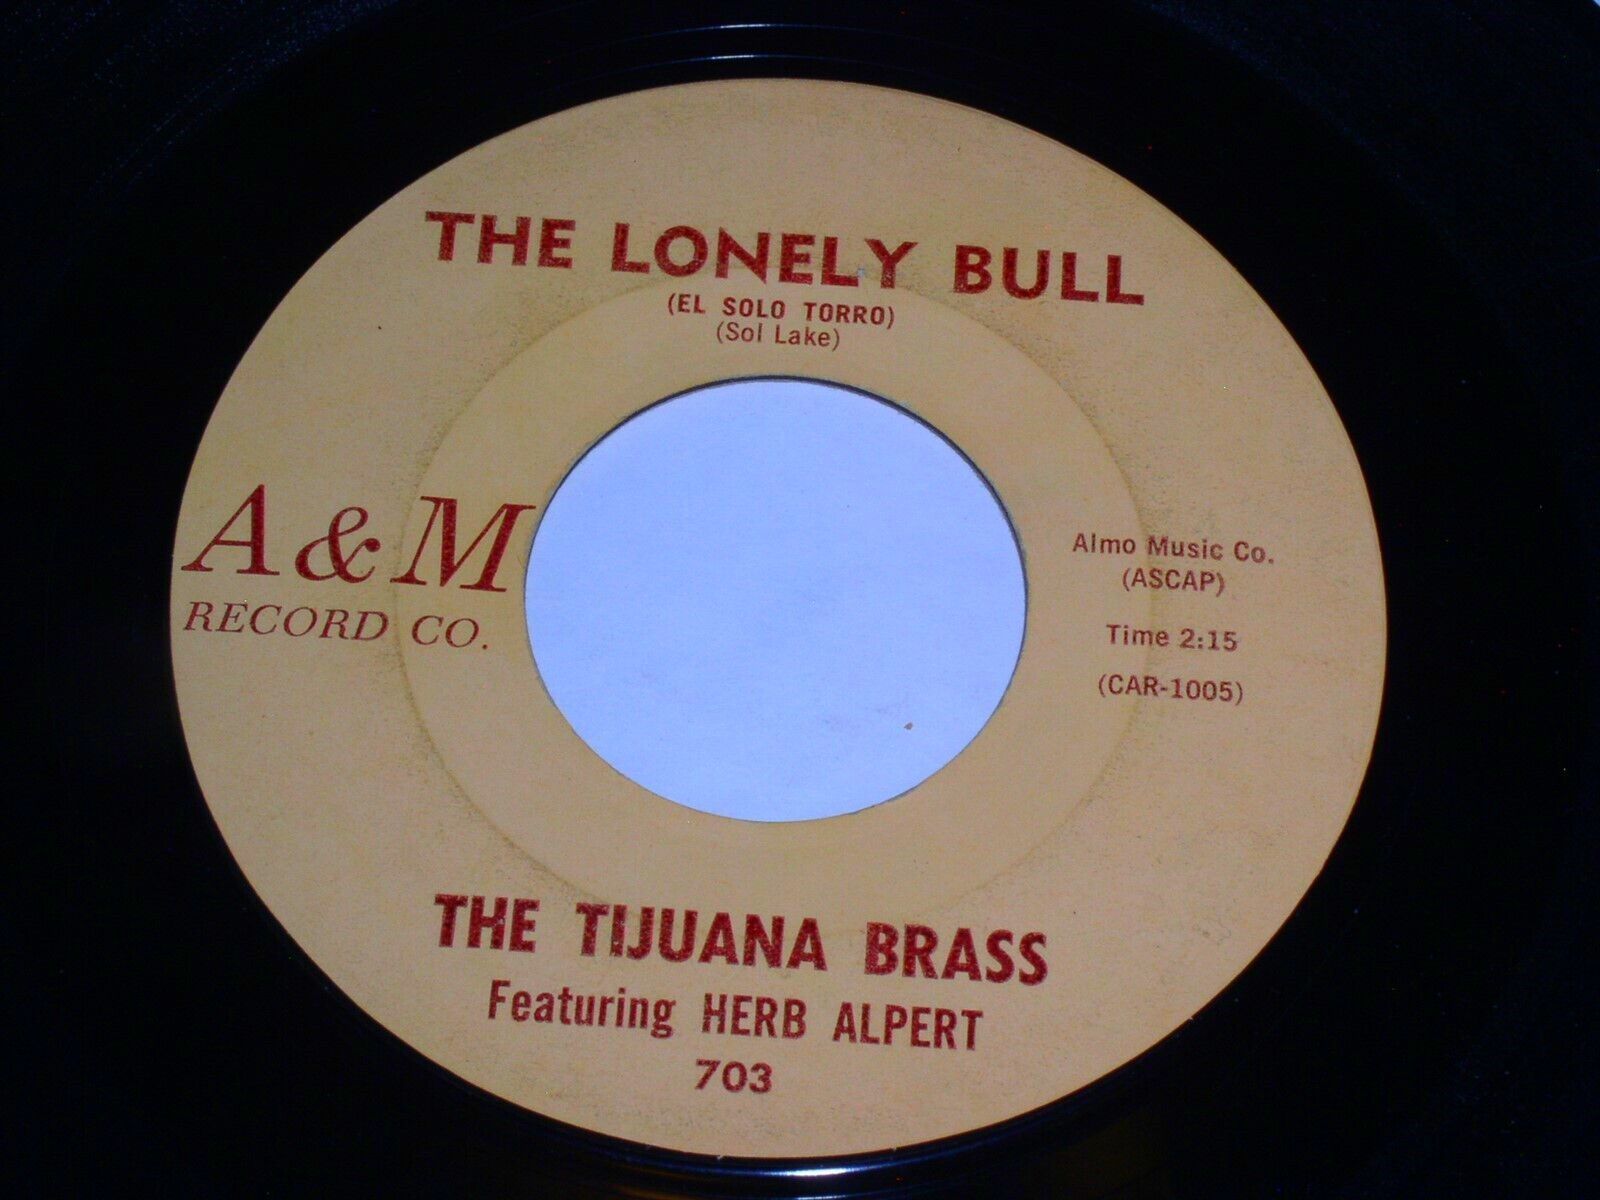 THE LONELY BULL
(EL SOLO TORRO)
(Sol Lake)
A & M
RECORD CO.
Almo Music Co.
(ASCAP)
Time 2:15
(CAR-1005)
THE TIJUANA BRASS
Featuring HERB ALPERT
703